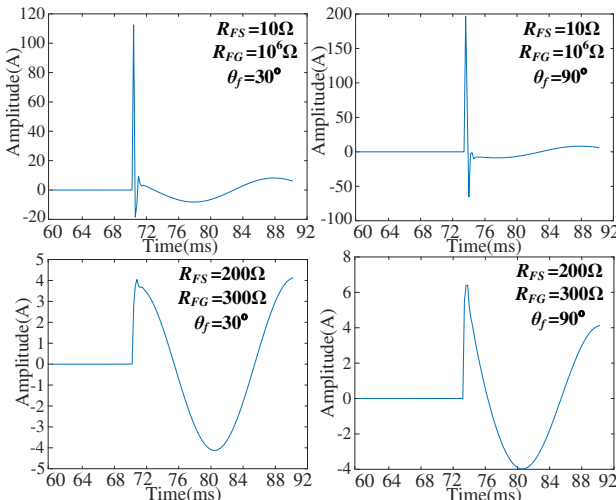 120
100
80
60
40
20
0
-20
Amplitude(A)
R_FS=10Ω
R_FG=10⁶Ω
θ_f=30°
60 64 68 72 76 80 84 88 92
Time(ms)
200
150
100
50
0
-50
-100
Amplitude(A)
R_FS=10Ω
R_FG=10⁶Ω
θ_f=90°
60 64 68 72 76 80 84 88 92
Time(ms)
5
4
3
2
1
0
-1
-2
-3
-4
-5
Amplitude(A)
R_FS=200Ω
R_FG=300Ω
θ_f=30°
60 64 68 72 76 80 84 88 92
Time(ms)
8
6
4
2
0
-2
-4
Amplitude(A)
R_FS=200Ω
R_FG=300Ω
θ_f=90°
60 64 68 72 76 80 84 88 92
Time(ms)